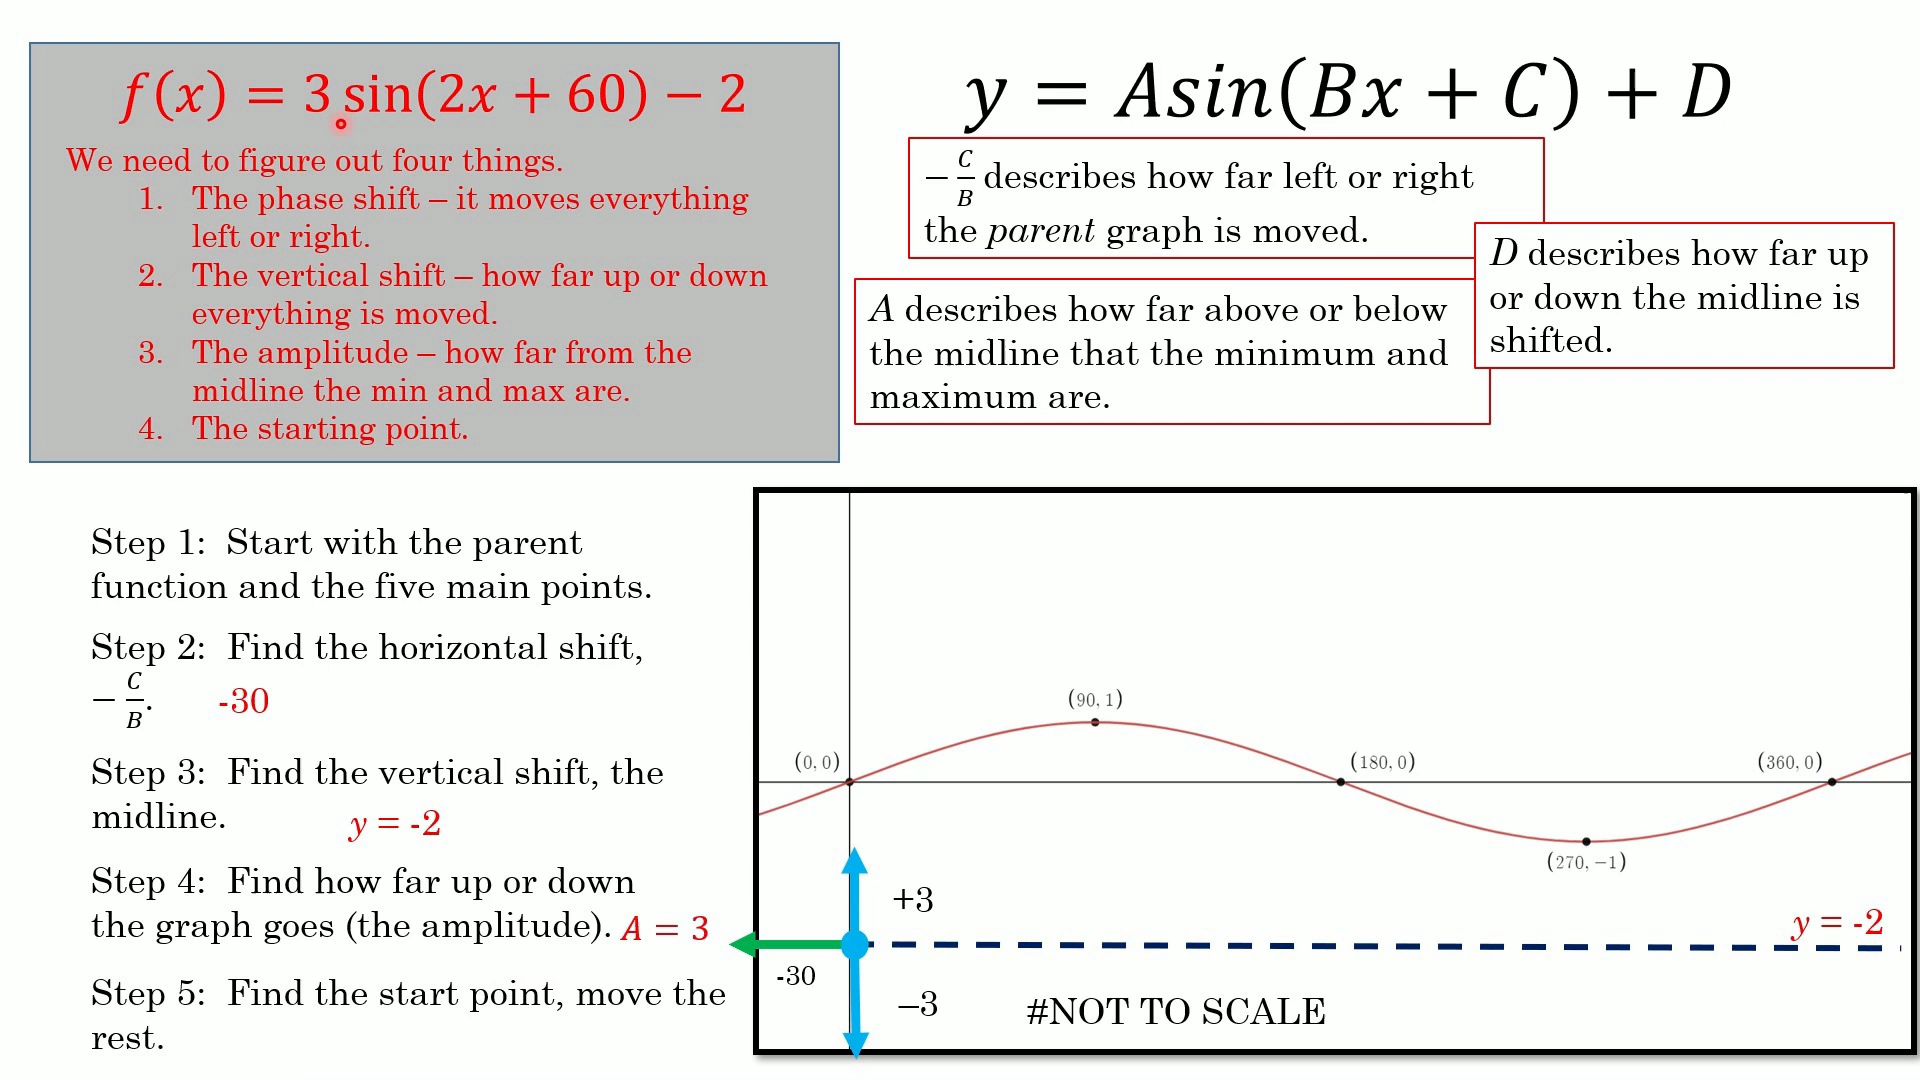 f(x) = 3 sin(2x + 60) − 2
We need to figure out four things.
1. The phase shift – it moves everything
left or right.
2. The vertical shift – how far up or down
everything is moved.
3. The amplitude – how far from the
midline the min and max are.
4. The starting point.
y = Asin(Bx + C) + D
− C/B describes how far left or right
the parent graph is moved.
D describes how far up
or down the midline is
shifted.
A describes how far above or below
the midline that the minimum and
maximum are.
Step 1: Start with the parent
function and the five main points.
Step 2: Find the horizontal shift,
− C/B. -30
Step 3: Find the vertical shift, the
midline. y = -2
Step 4: Find how far up or down
the graph goes (the amplitude). A = 3
Step 5: Find the start point, move the
rest.
(90, 1)
(0, 0)
(180, 0)
(360, 0)
(270, −1)
+3
y = -2
-30
–3
#NOT TO SCALE